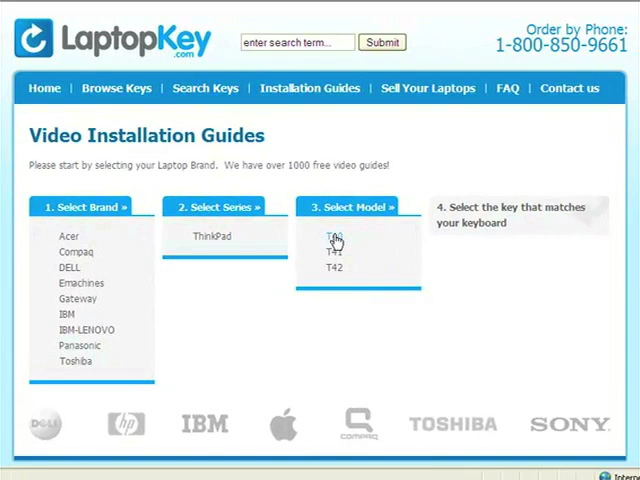 LaptopKey
.com
enter search term...
Submit
Order by Phone:
1-800-850-9661
Home | Browse Keys | Search Keys | Installation Guides | Sell Your Laptops | FAQ | Contact us
Video Installation Guides
Please start by selecting your Laptop Brand. We have over 1000 free video guides!
1. Select Brand »
Acer
Compaq
DELL
Emachines
Gateway
IBM
IBM-LENOVO
Panasonic
Toshiba
2. Select Series »
ThinkPad
3. Select Model »
T41
T42
4. Select the key that matches
your keyboard
DELL
hp
IBM
COMPAQ
TOSHIBA
SONY